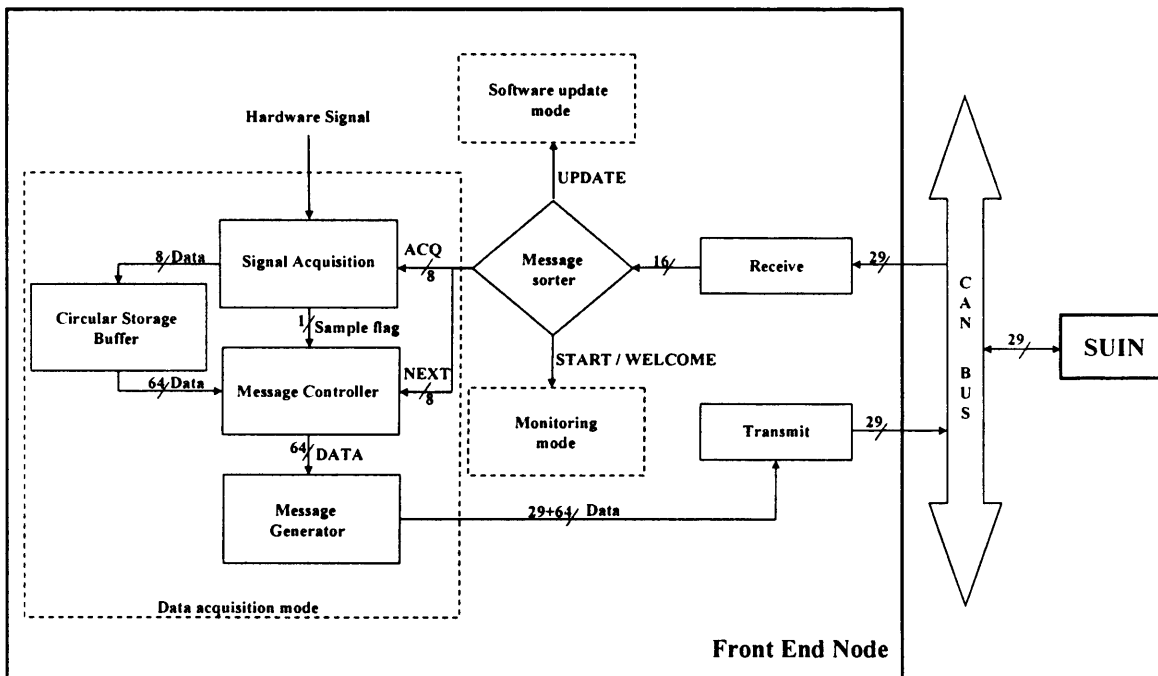 Software update
mode
Hardware Signal
UPDATE
Signal Acquisition
ACQ
8
Message
sorter
16
Receive
29
8 Data
Circular Storage
Buffer
1 Sample flag
START / WELCOME
CAN BUS
29
SUIN
64 Data
Message Controller
NEXT
8
Monitoring
mode
Transmit
29
64 DATA
Message
Generator
29+64 Data
Data acquisition mode
Front End Node